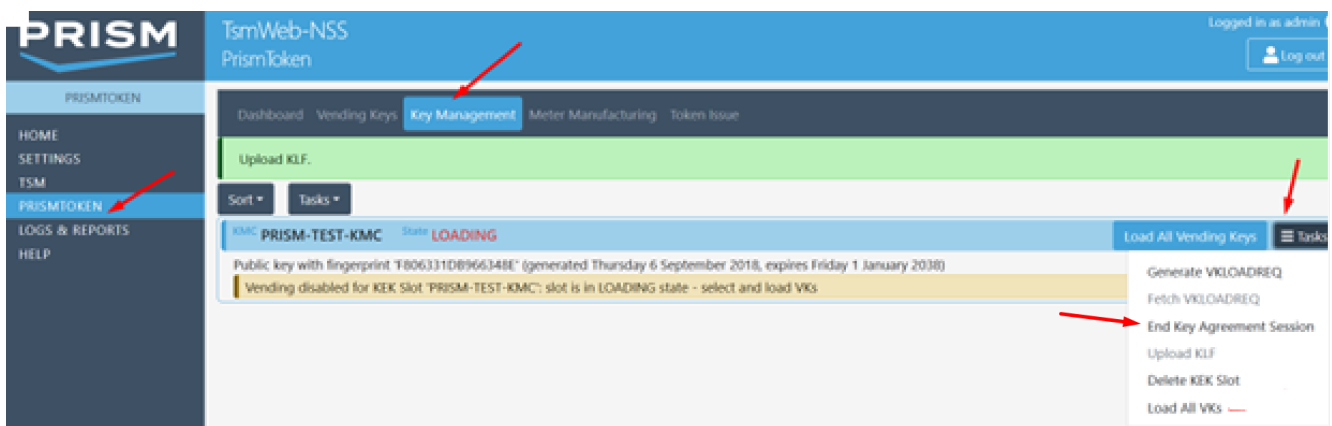 PRISM
TsmWeb-NSS
PrismToken
Logged in as admin
Log out
PRISMTOKEN
HOME
SETTINGS
TSM
PRISMTOKEN
LOGS & REPORTS
HELP
Dashboard Vending Keys Key Management Meter Manufacturing Token Issue
Upload KLF.
Sort Tasks
KMC PRISM-TEST-KMC State LOADING
Load All Vending Keys Tasks
Public key with fingerprint 'F806331DB966348E' (generated Thursday 6 September 2018, expires Friday 1 January 2038)
Vending disabled for KEK Slot 'PRISM-TEST-KMC': slot is in LOADING state - select and load VKs
Generate VKLOADREQ
Fetch VKLOADREQ
End Key Agreement Session
Upload KLF
Delete KEK Slot
Load All VKs